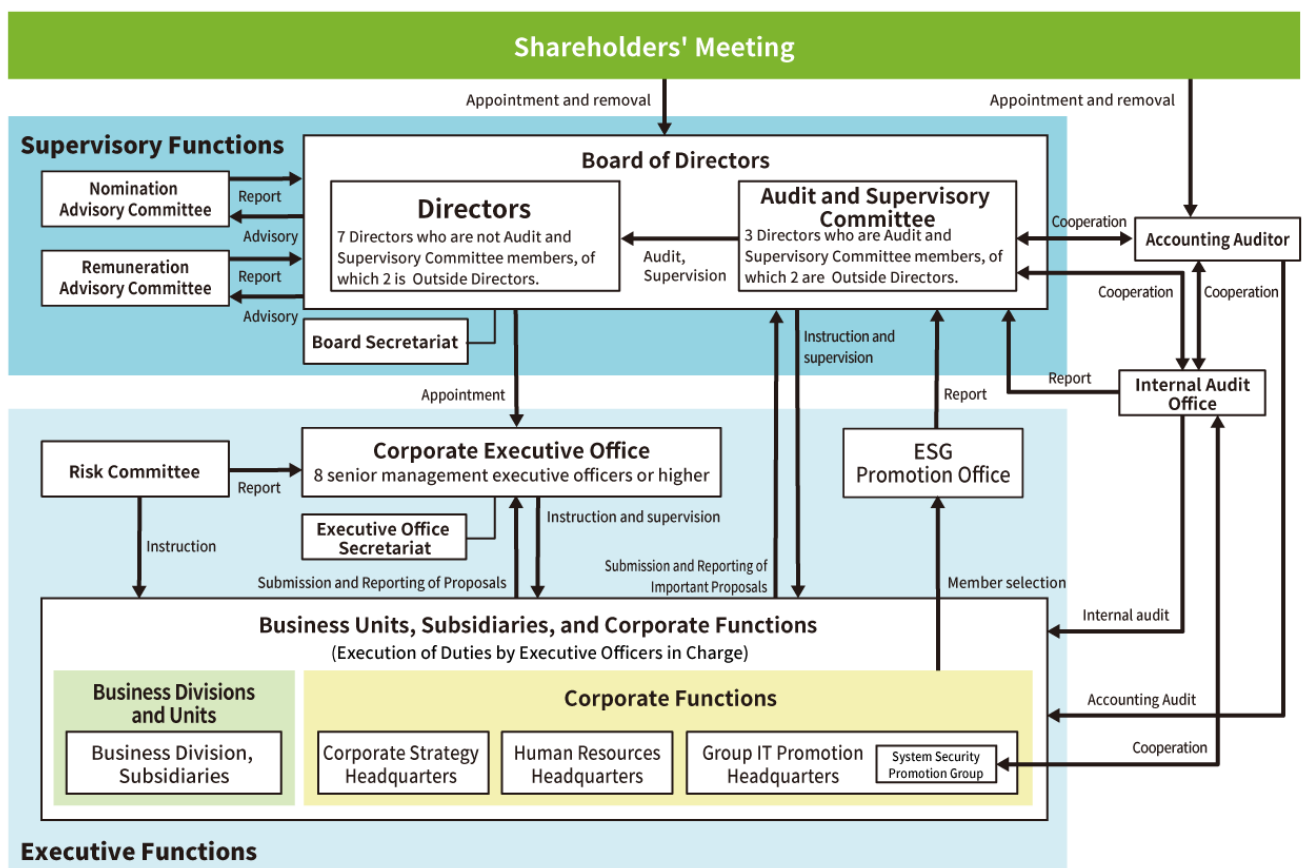 Shareholders' Meeting
Appointment and removal
Appointment and removal
Supervisory Functions
Board of Directors
Nomination
Advisory Committee
Report
Advisory
Remuneration
Advisory Committee
Report
Advisory
Directors
7 Directors who are not Audit and
Supervisory Committee members, of
which 2 is Outside Directors.
Audit,
Supervision
Audit and Supervisory
Committee
3 Directors who are Audit and
Supervisory Committee members, of
which 2 are Outside Directors.
Cooperation
Accounting Auditor
Cooperation
Cooperation
Board Secretariat
Instruction and
supervision
Report
Internal Audit
Office
Appointment
Report
Risk Committee
Report
Corporate Executive Office
8 senior management executive officers or higher
ESG
Promotion Office
Executive Office
Secretariat
Instruction and supervision
Instruction
Submission and Reporting of Proposals
Submission and Reporting of
Important Proposals
Member selection
Business Units, Subsidiaries, and Corporate Functions
(Execution of Duties by Executive Officers in Charge)
Internal audit
Business Divisions
and Units
Business Division,
Subsidiaries
Corporate Functions
Corporate Strategy
Headquarters
Human Resources
Headquarters
Group IT Promotion
Headquarters
System Security
Promotion Group
Accounting Audit
Cooperation
Executive Functions